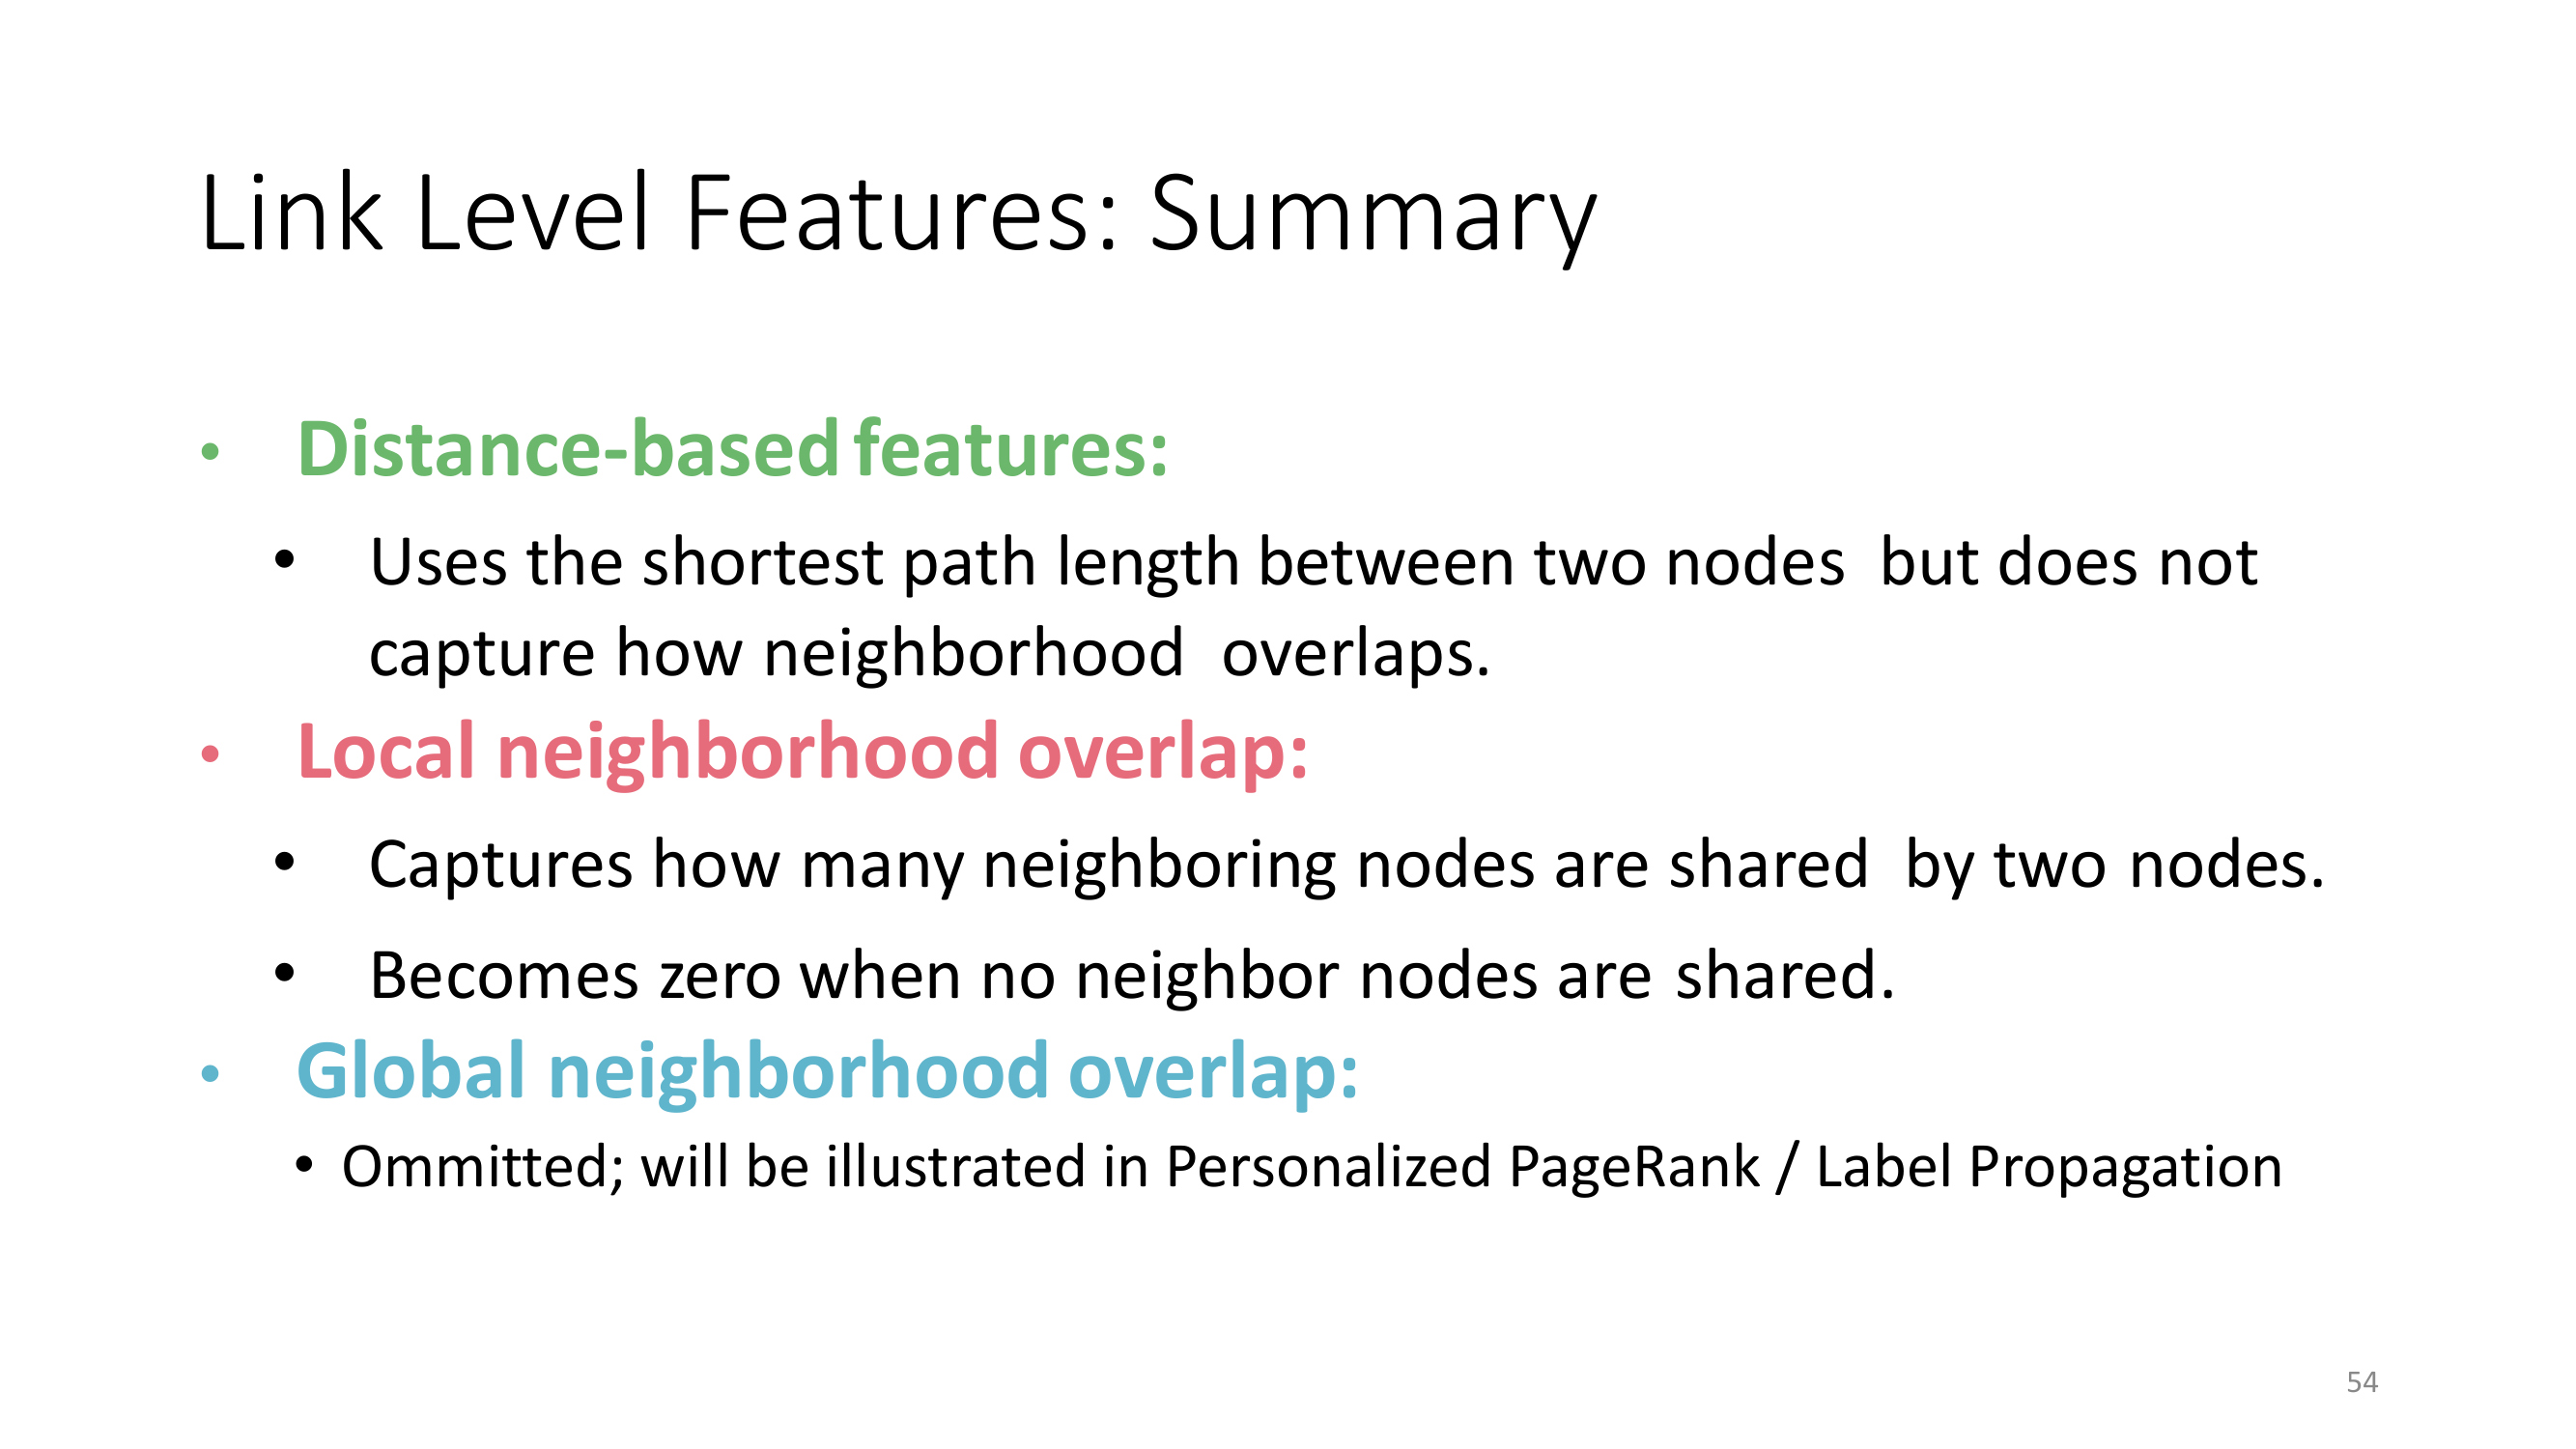 Link Level Features: Summary
• Distance-based features:
• Uses the shortest path length between two nodes but does not
capture how neighborhood overlaps.
• Local neighborhood overlap:
• Captures how many neighboring nodes are shared by two nodes.
• Becomes zero when no neighbor nodes are shared.
• Global neighborhood overlap:
• Ommitted; will be illustrated in Personalized PageRank / Label Propagation
54